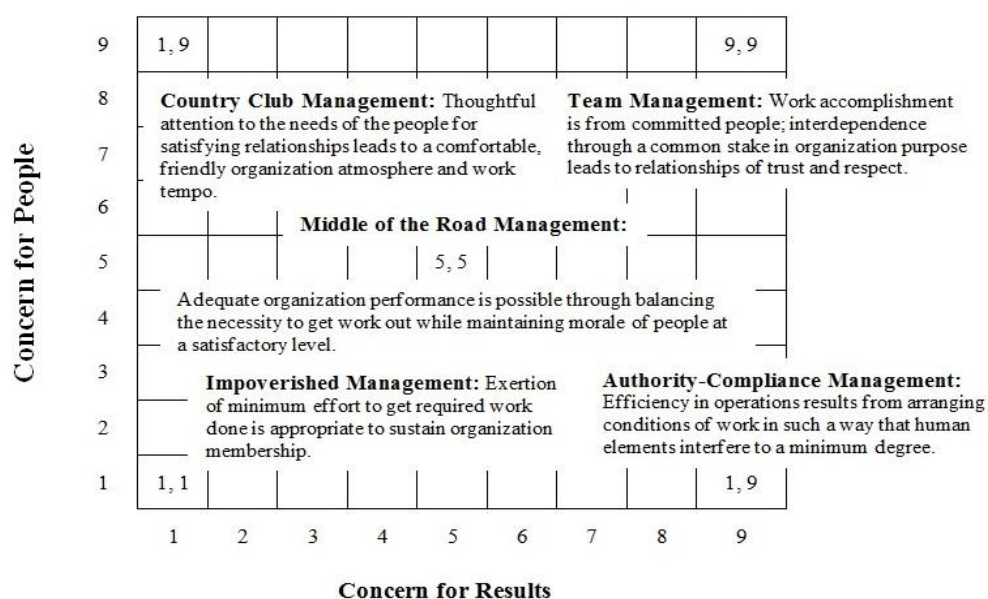 Concern for People
9
1, 9
9, 9
8
Country Club Management: Thoughtful
attention to the needs of the people for
satisfying relationships leads to a comfortable,
friendly organization atmosphere and work
tempo.
Team Management: Work accomplishment
is from committed people; interdependence
through a common stake in organization purpose
leads to relationships of trust and respect.
7
6
Middle of the Road Management:
5
5, 5
Adequate organization performance is possible through balancing
the necessity to get work out while maintaining morale of people at
a satisfactory level.
4
3
Impoverished Management: Exertion
of minimum effort to get required work
done is appropriate to sustain organization
membership.
Authority-Compliance Management:
Efficiency in operations results from arranging
conditions of work in such a way that human
elements interfere to a minimum degree.
2
1
1, 1
1, 9
1 2 3 4 5 6 7 8 9
Concern for Results